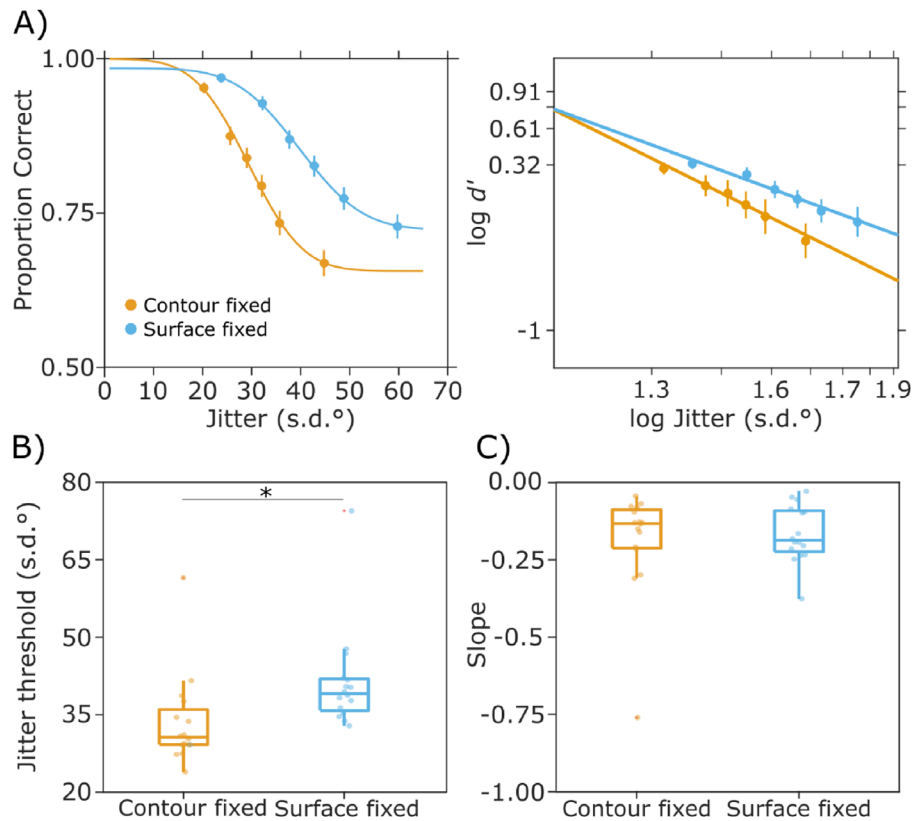 A)
1.00
0.75
0.50
Proportion Correct
Contour fixed
Surface fixed
0 10 20 30 40 50 60 70
Jitter (s.d.°)
0.91
0.61
0.32
-1
log d′
1.3 1.6 1.7 1.9
log Jitter (s.d.°)
B)
80
65
50
35
20
Jitter threshold (s.d.°)
*
Contour fixed Surface fixed
C)
0.00
-0.25
-0.5
-0.75
-1.00
Slope
Contour fixed Surface fixed